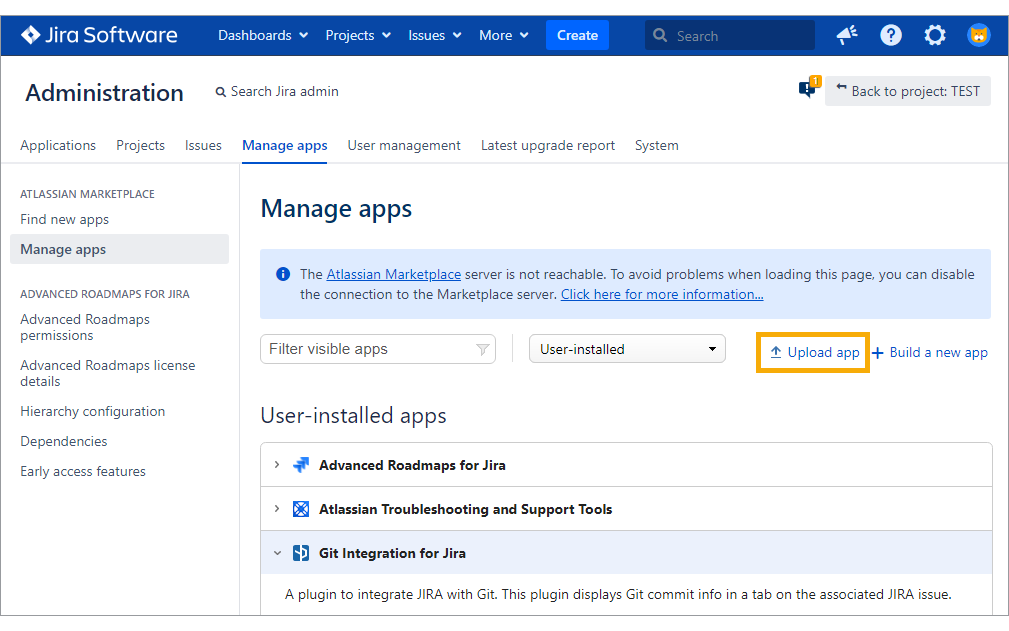 Jira Software Dashboards Projects Issues More Create Search
1
Administration Search Jira admin Back to project: TEST
Applications Projects Issues Manage apps User management Latest upgrade report System
ATLASSIAN MARKETPLACE
Find new apps
Manage apps
ADVANCED ROADMAPS FOR JIRA
Advanced Roadmaps
permissions
Advanced Roadmaps license
details
Hierarchy configuration
Dependencies
Early access features
Manage apps
The Atlassian Marketplace server is not reachable. To avoid problems when loading this page, you can disable
the connection to the Marketplace server. Click here for more information...
Filter visible apps User-installed Upload app Build a new app
User-installed apps
Advanced Roadmaps for Jira
Atlassian Troubleshooting and Support Tools
Git Integration for Jira
A plugin to integrate JIRA with Git. This plugin displays Git commit info in a tab on the associated JIRA issue.